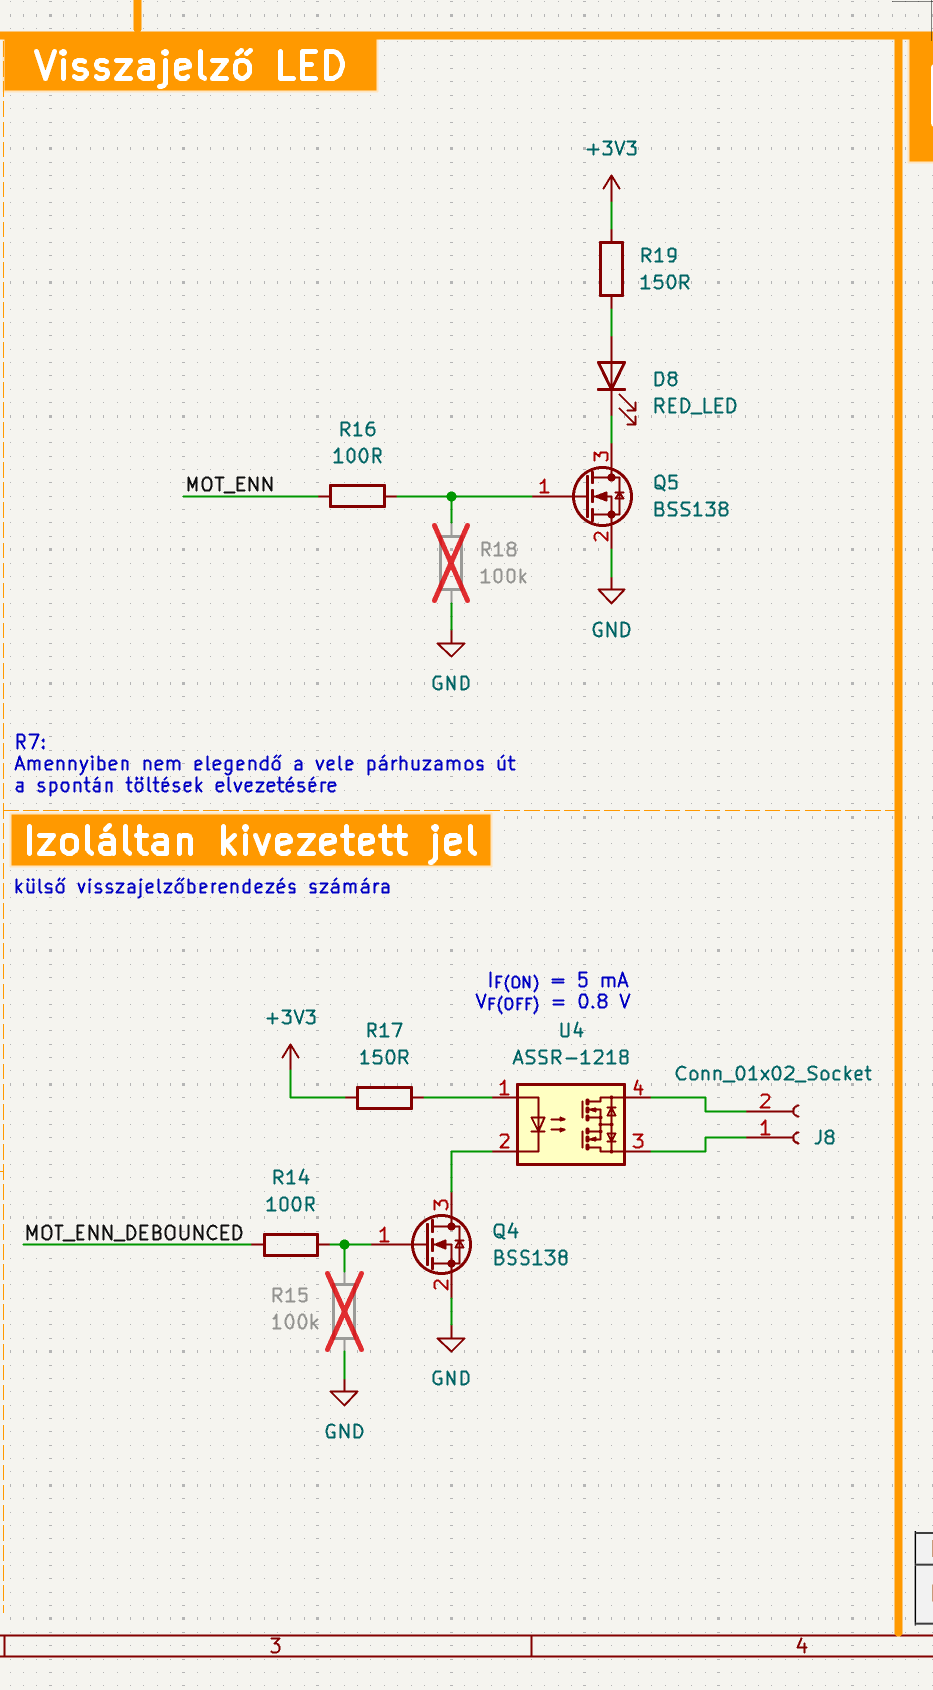 Visszajelző LED
+3V3
R19
150R
D8
RED_LED
R16
100R
MOT_ENN
1
3
2
Q5
BSS138
R18
100k
GND
GND
R7:
Amennyiben nem elegendő a vele párhuzamos út
a spontán töltések elvezetésére
Izoláltan kivezetett jel
külső visszajelzőberendezés számára
IF(ON) = 5 mA
VF(OFF) = 0.8 V
U4
ASSR-1218
+3V3
R17
150R
1
2
4
3
Conn_01x02_Socket
2
1
J8
R14
100R
MOT_ENN_DEBOUNCED
1
3
2
Q4
BSS138
R15
100k
GND
GND
3
4